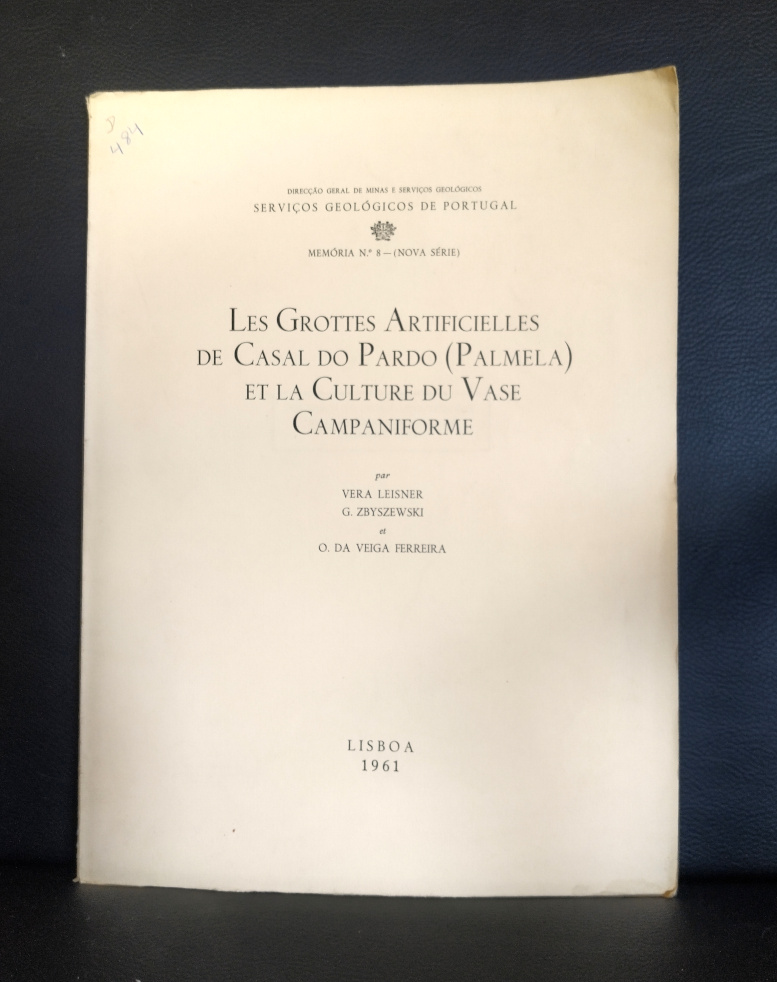 8
484
DIRECÇÃO GERAL DE MINAS E SERVIÇOS GEOLÓGICOS
SERVIÇOS GEOLÓGICOS DE PORTUGAL
MEMÓRIA N.º 8 — (NOVA SÉRIE)
LES GROTTES ARTIFICIELLES
DE CASAL DO PARDO (PALMELA)
ET LA CULTURE DU VASE
CAMPANIFORME
par
VERA LEISNER
G. ZBYSZEWSKI
et
O. DA VEIGA FERREIRA
LISBOA
1961